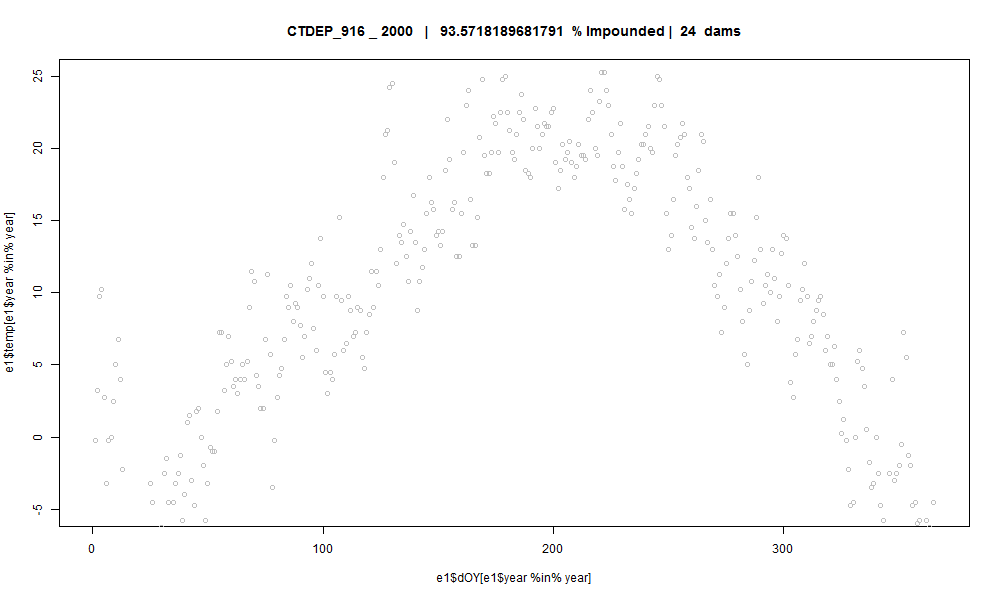 CTDEP_916 _ 2000 | 93.5718189681791 % Impounded | 24 dams
e1$temp[e1$year %in% year]
25
20
15
10
5
0
-5
0 100 200 300
e1$dOY[e1$year %in% year]